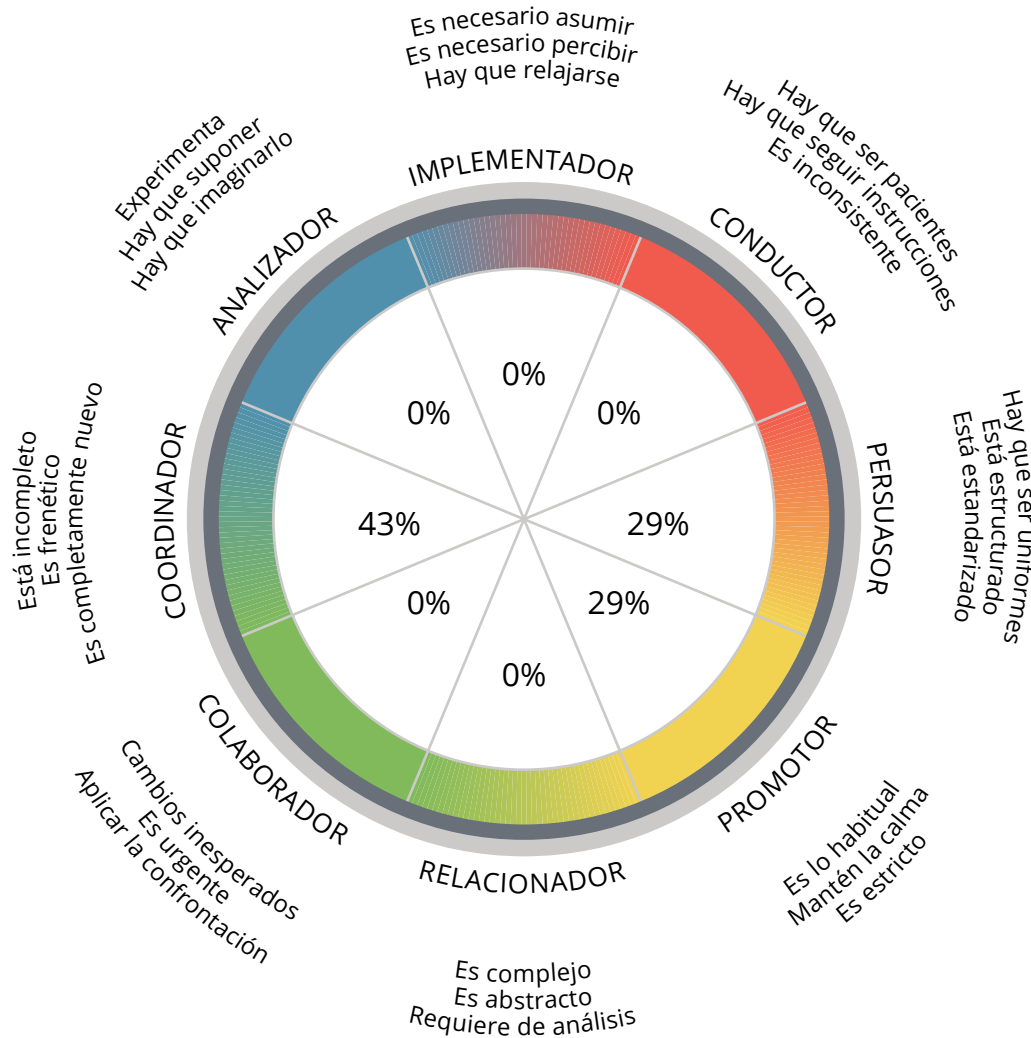 Es necesario asumir
Es necesario percibir
Hay que relajarse
IMPLEMENTADOR
0%
Hay que ser pacientes
Hay que seguir instrucciones
Es inconsistente
CONDUCTOR
0%
Hay que ser uniformes
Está estructurado
Está estandarizado
PERSUASOR
29%
Es lo habitual
Mantén la calma
Es estricto
PROMOTOR
29%
RELACIONADOR
0%
Es complejo
Es abstracto
Requiere de análisis
COLABORADOR
0%
Cambios inesperados
Es urgente
Aplicar la confrontación
COORDINADOR
43%
Está incompleto
Es frenético
Es completamente nuevo
ANALIZADOR
0%
Experimenta
Hay que suponer
Hay que imaginarlo